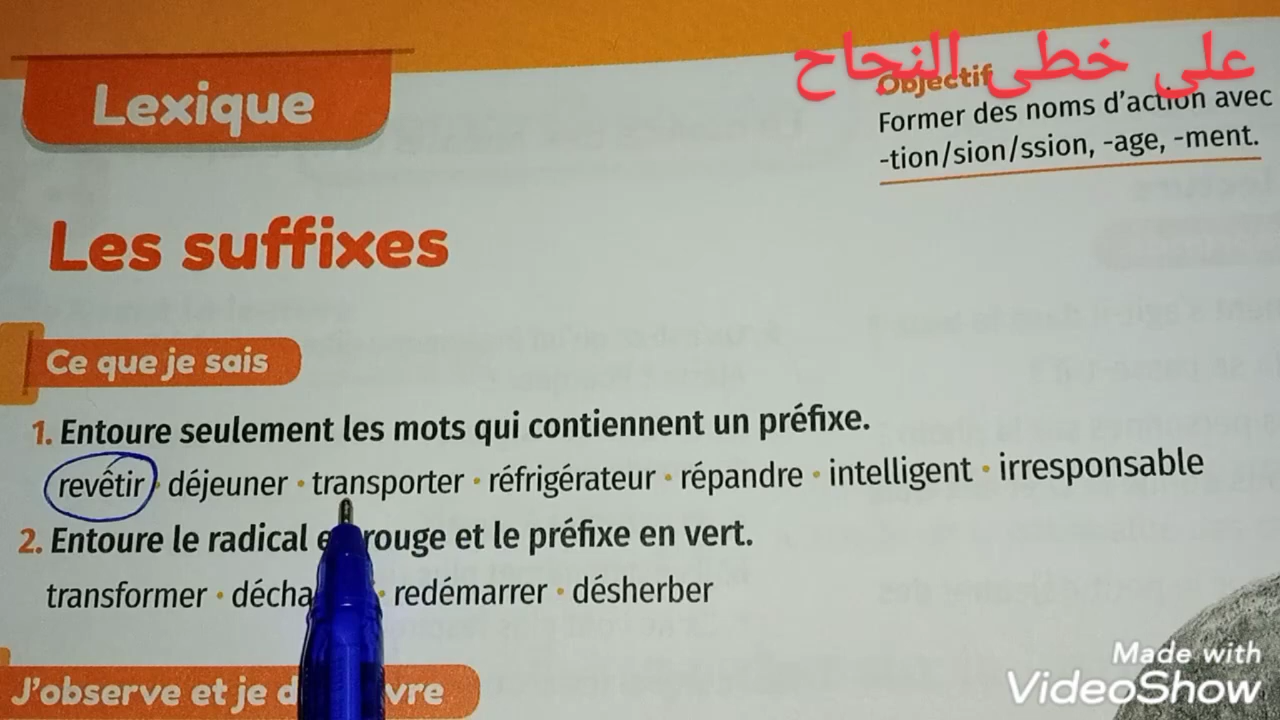 على خطى النجاح
Lexique
Objectif
Former des noms d'action avec
-tion/sion/ssion, -age, -ment.
Les suffixes
Ce que je sais
1. Entoure seulement les mots qui contiennent un préfixe.
revêtir · déjeuner · transporter · réfrigérateur · répandre · intelligent · irresponsable
2. Entoure le radical rouge et le préfixe en vert.
transformer · · redémarrer · désherber
J'observe et je
Made with
VideoShow